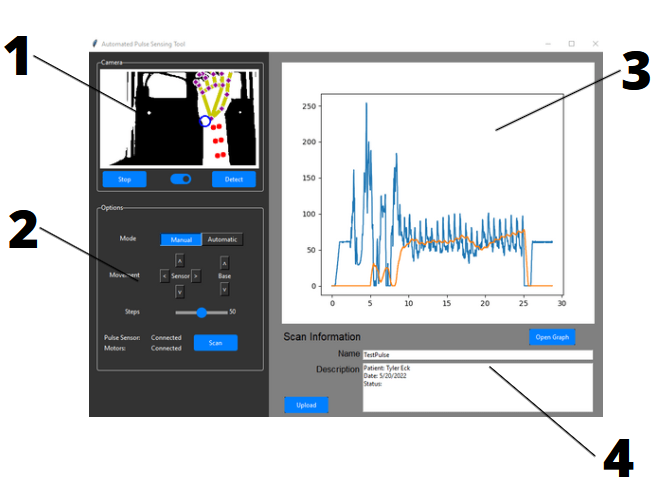 1
2
3
4
Automated Pulse Sensing Tool
Camera
Stop
Detect
Options
Mode
Manual
Automatic
Movement
< Sensor >
Base
Steps
50
Pulse Sensor: Connected
Motors: Connected
Scan
250
200
150
100
50
0
0 5 10 15 20 25 30
Scan Information
Open Graph
Name
TestPulse
Description
Patient: Tyler Eck
Date: 5/20/2022
Status:
Upload